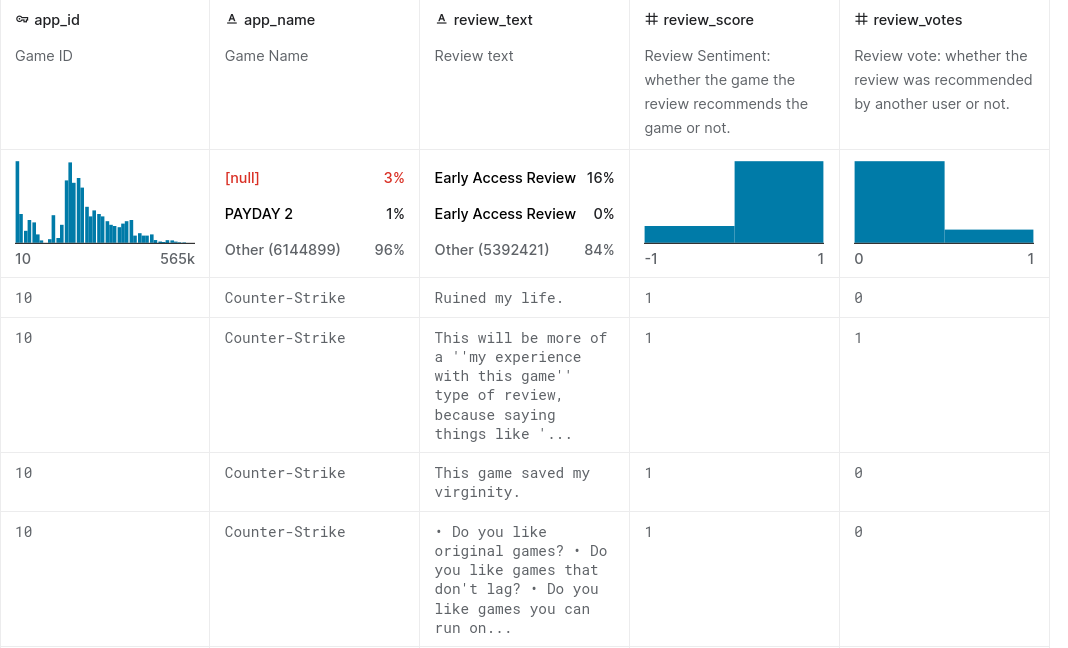 app_id
app_name
review_text
review_score
review_votes
Game ID
Game Name
Review text
Review Sentiment:
whether the game the
review recommends the
game or not.
Review vote: whether the
review was recommended
by another user or not.
10
565k
[null] 3%
PAYDAY 2 1%
Other (6144899) 96%
Early Access Review 16%
Early Access Review 0%
Other (5392421) 84%
-1
1
0
1
10
Counter-Strike
Ruined my life.
1
0
10
Counter-Strike
This will be more of
a ''my experience
with this game''
type of review,
because saying
things like '...
1
1
10
Counter-Strike
This game saved my
virginity.
1
0
10
Counter-Strike
• Do you like
original games? • Do
you like games that
don't lag? • Do you
like games you can
run on...
1
0